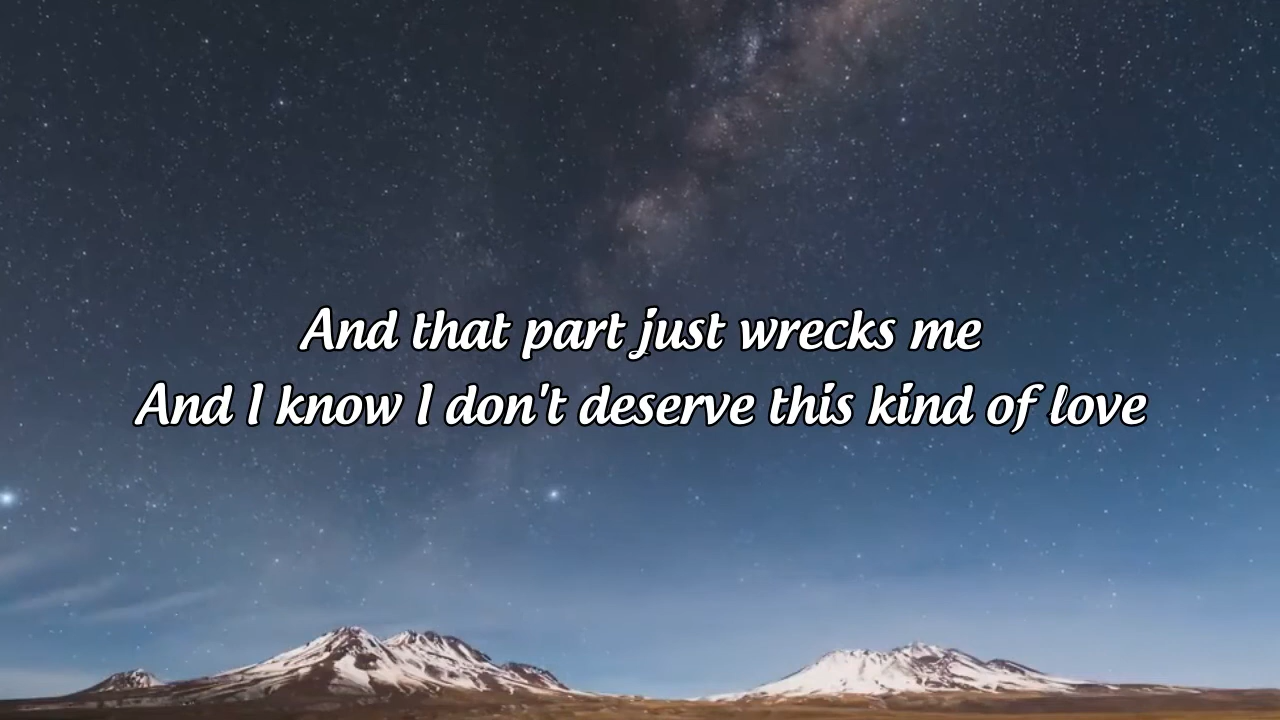 And that part just wrecks me
And I know I don't deserve this kind of love